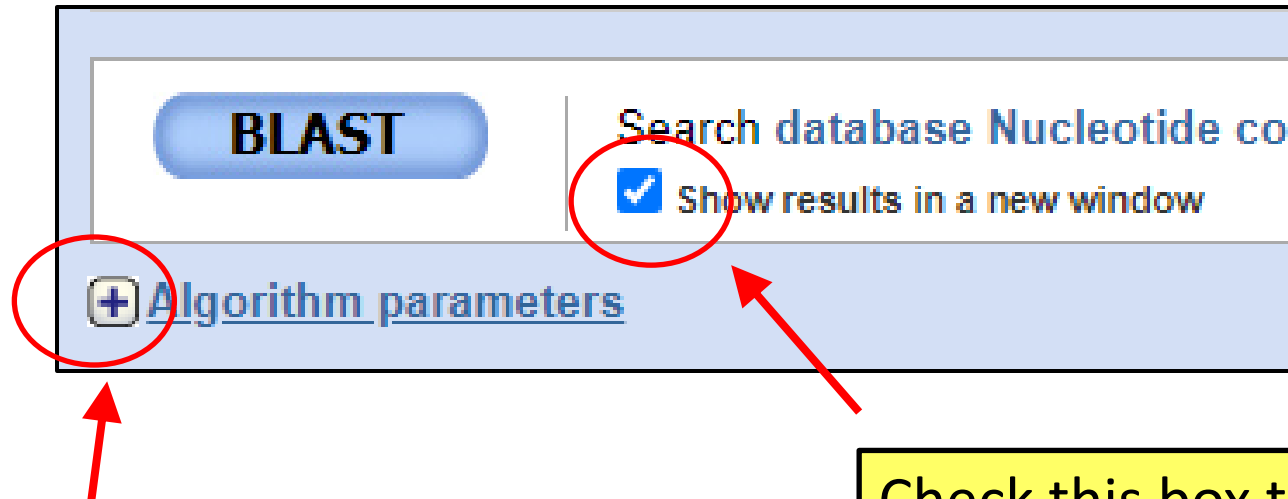 BLAST
Search database Nucleotide co
Show results in a new window
+ Algorithm parameters
Check this box t